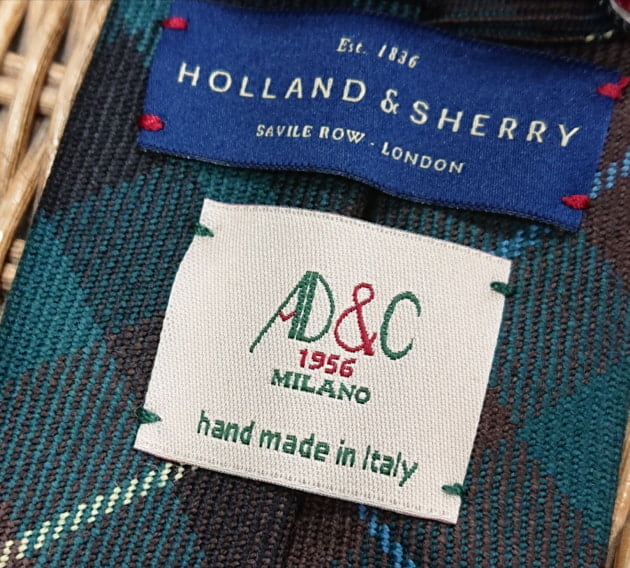 Est. 1836
HOLLAND & SHERRY
SAVILE ROW - LONDON
AD&C
1956
MILANO
hand made in Italy